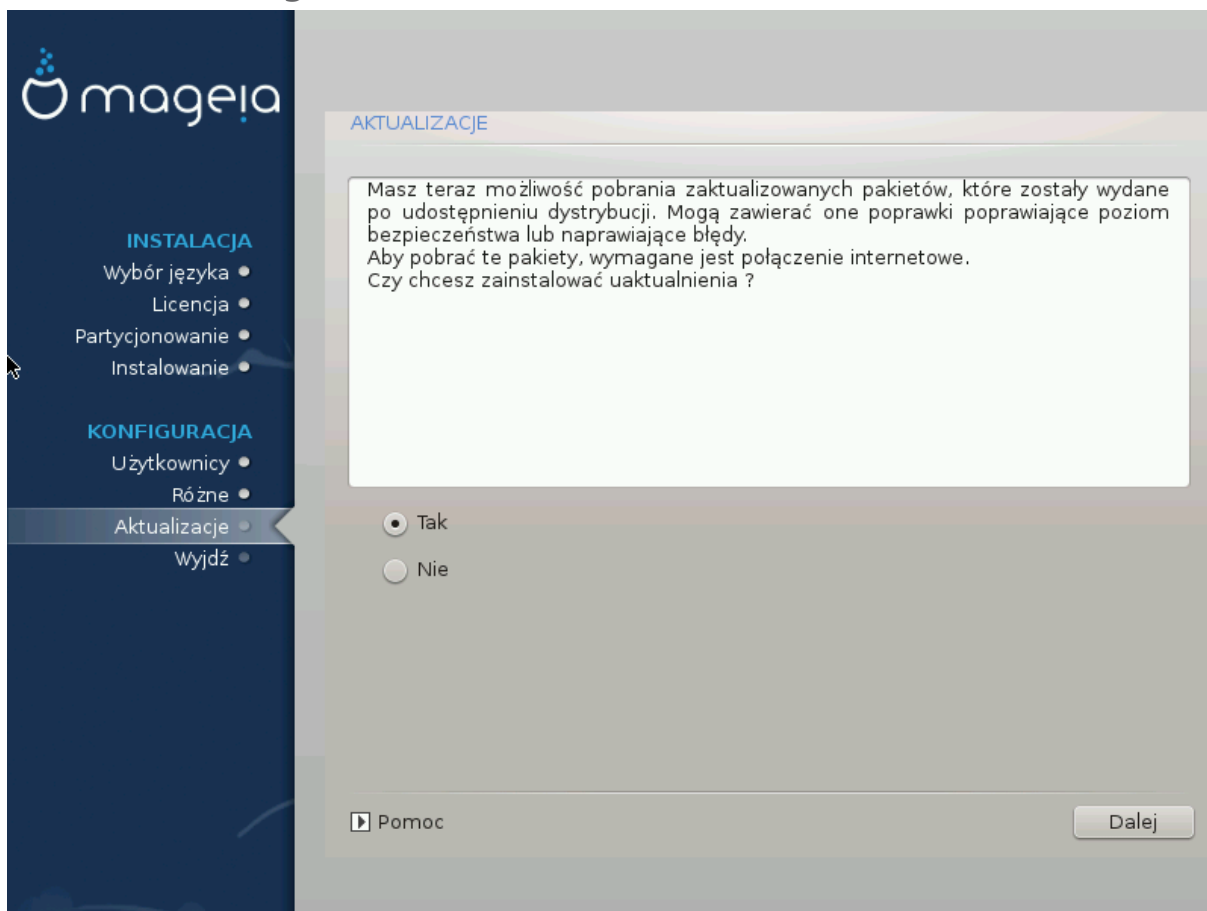 mageia
INSTALACJA
Wybór języka
Licencja
Partycjonowanie
Instalowanie
KONFIGURACJA
Użytkownicy
Różne
Aktualizacje
Wyjdź
AKTUALIZACJE
Masz teraz możliwość pobrania zaktualizowanych pakietów, które zostały wydane
po udostępnieniu dystrybucji. Mogą zawierać one poprawki poprawiające poziom
bezpieczeństwa lub naprawiające błędy.
Aby pobrać te pakiety, wymagane jest połączenie internetowe.
Czy chcesz zainstalować uaktualnienia ?
Tak
Nie
Pomoc
Dalej